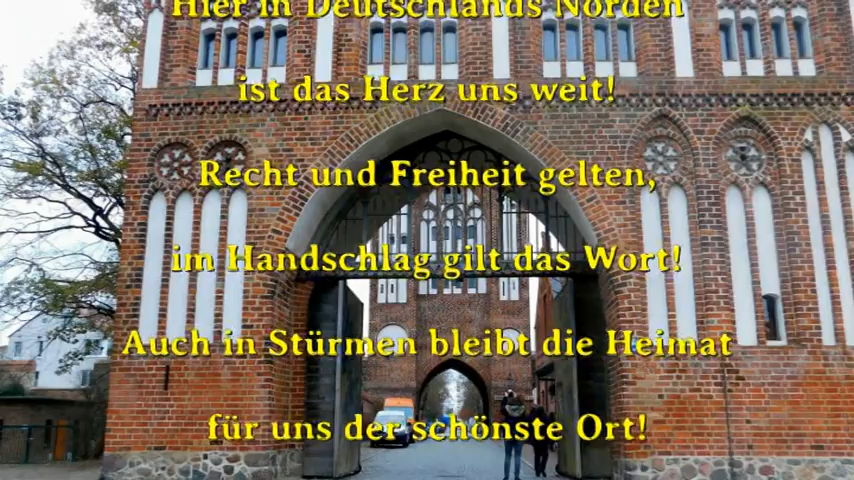 Hier in Deutschlands Norden
ist das Herz uns weit!
Recht und Freiheit gelten,
im Handschlag gilt das Wort!
Auch in Stürmen bleibt die Heimat
für uns der schönste Ort!